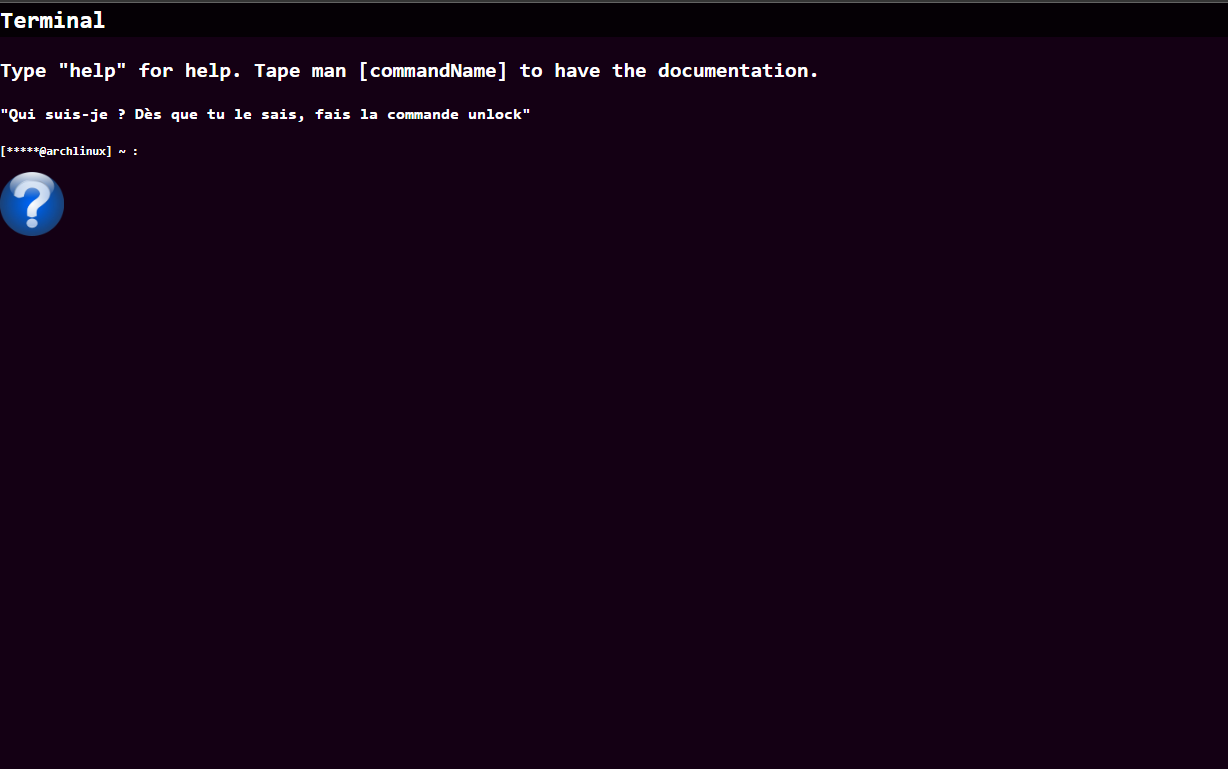 Terminal
Type "help" for help. Tape man [commandName] to have the documentation.
"Qui suis-je ? Dès que tu le sais, fais la commande unlock"
[*****@archlinux] ~ :
?